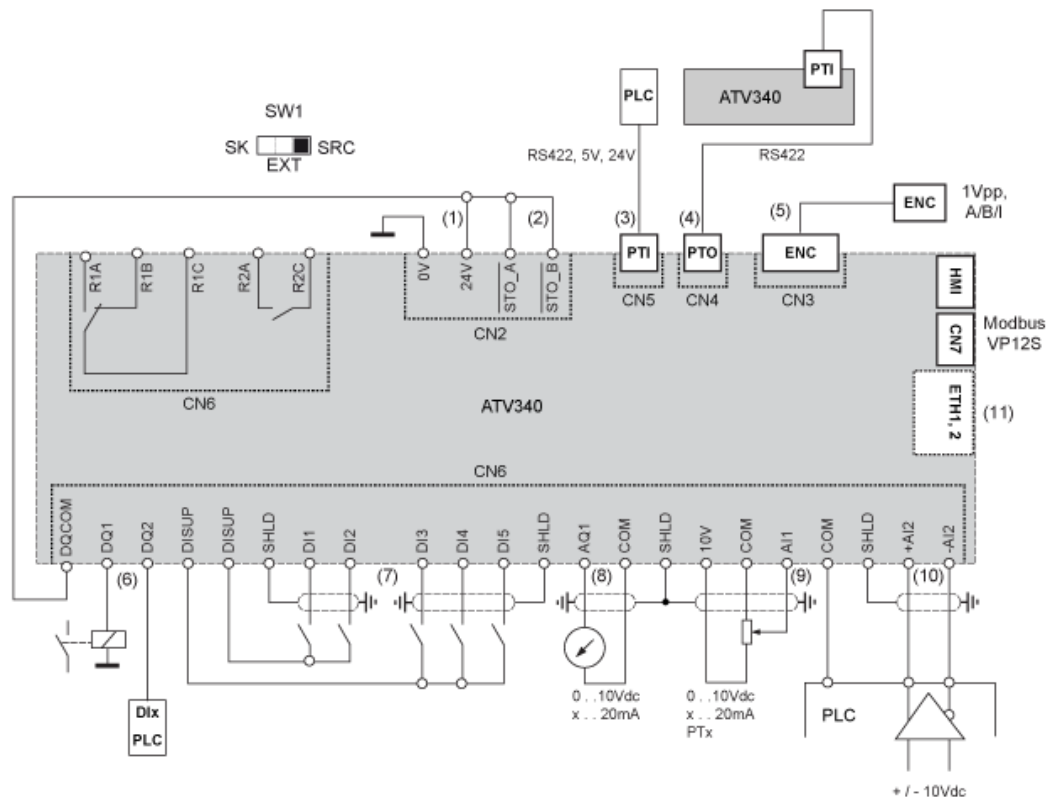 PTI
PLC
ATV340
SW1
SK
SRC
EXT
RS422, 5V, 24V
RS422
ENC
1Vpp,
A/B/I
(1)
(2)
(3)
(4)
(5)
R1A
R1B
R1C
R2A
R2C
0V
24V
STO_A
STO_B
PTI
PTO
ENC
HMI
CN5
CN4
CN3
CN2
CN7
Modbus
VP12S
CN6
ATV340
ETH1, 2
(11)
CN6
DQCOM
DQ1
DQ2
DISUP
DISUP
SHLD
DI1
DI2
DI3
DI4
DI5
SHLD
AQ1
COM
SHLD
10V
COM
AI1
COM
SHLD
+AI2
-AI2
(6)
(7)
(8)
(9)
(10)
DIx
PLC
0 . .10Vdc
x . . 20mA
0 . .10Vdc
x . . 20mA
PTx
PLC
+ / - 10Vdc